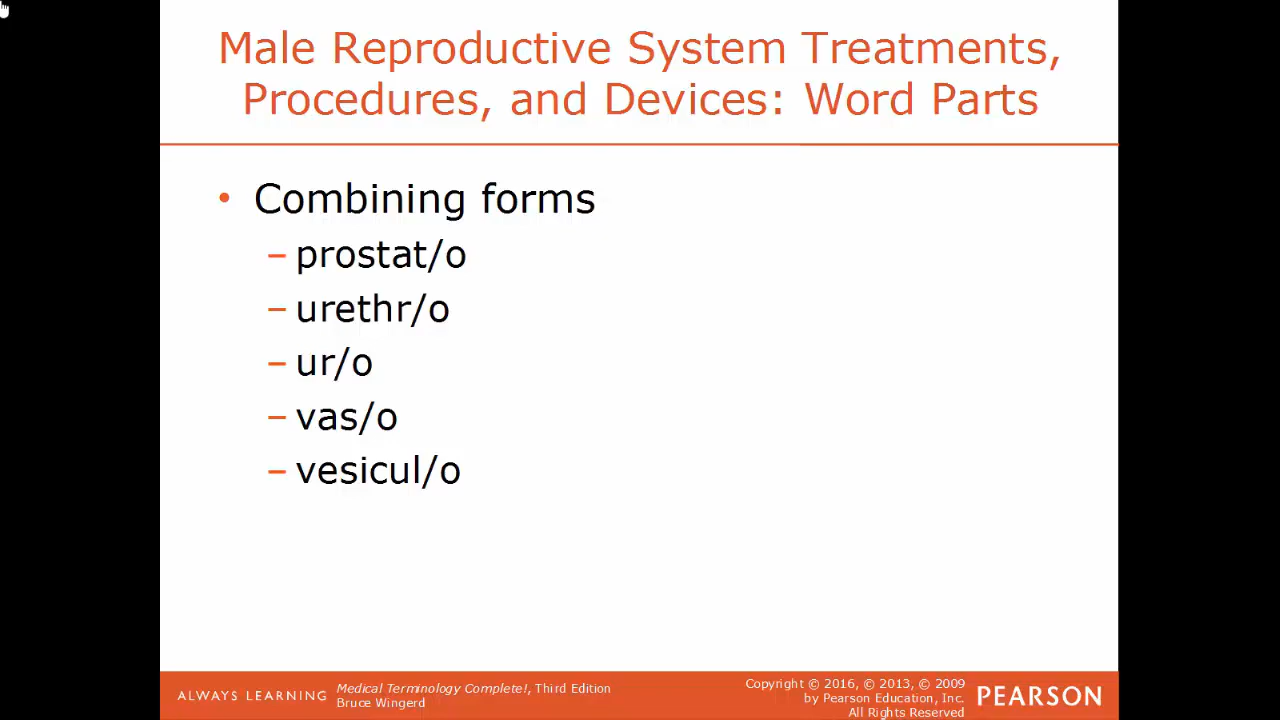 Male Reproductive System Treatments,
Procedures, and Devices: Word Parts
• Combining forms
– prostat/o
– urethr/o
– ur/o
– vas/o
– vesicul/o
ALWAYS LEARNING
Medical Terminology Complete!, Third Edition
Bruce Wingerd
Copyright © 2016, © 2013, © 2009
by Pearson Education, Inc.
All Rights Reserved
PEARSON